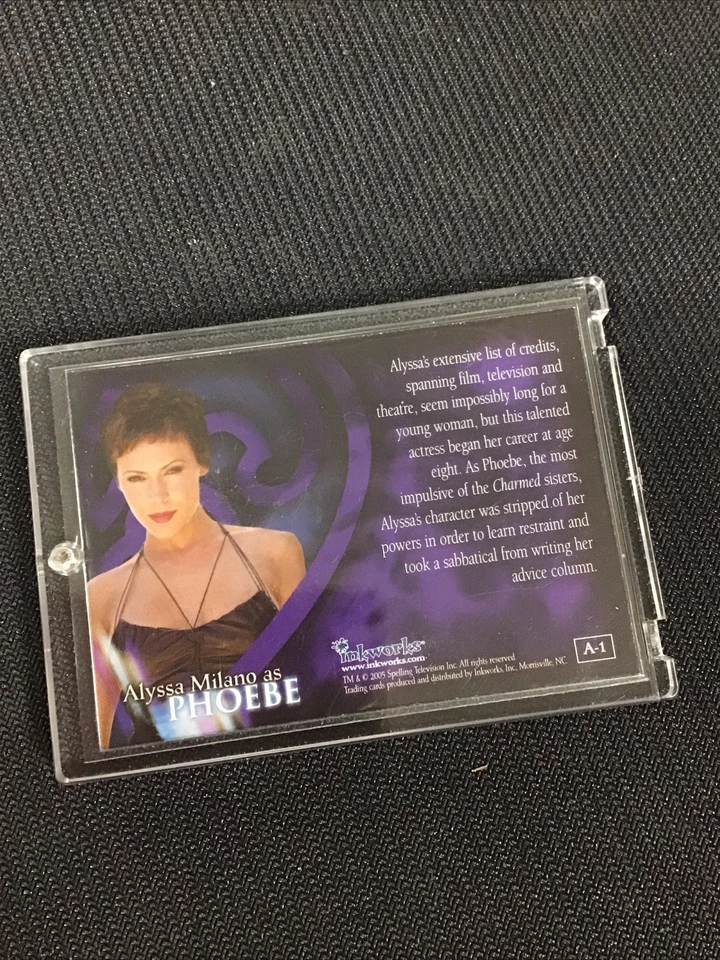 Alyssa's extensive list of credits,
spanning film, television and
theatre, seem impossibly long for a
young woman, but this talented
actress began her career at age
eight. As Phoebe, the most
impulsive of the Charmed sisters,
Alyssa's character was stripped of her
powers in order to learn restraint and
took a sabbatical from writing her
advice column.
Alyssa Milano as
PHOEBE
inkworks
www.inkworks.com
TM & © 2005 Spelling Television Inc. All rights reserved
Trading cards produced and distributed by Inkworks, Inc. Morrisville, NC
A-1